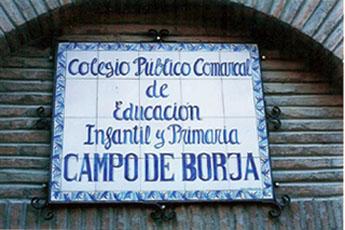 Colegio Público Comarcal
de
Educación
Infantil y Primaria
CAMPO DE BORJA